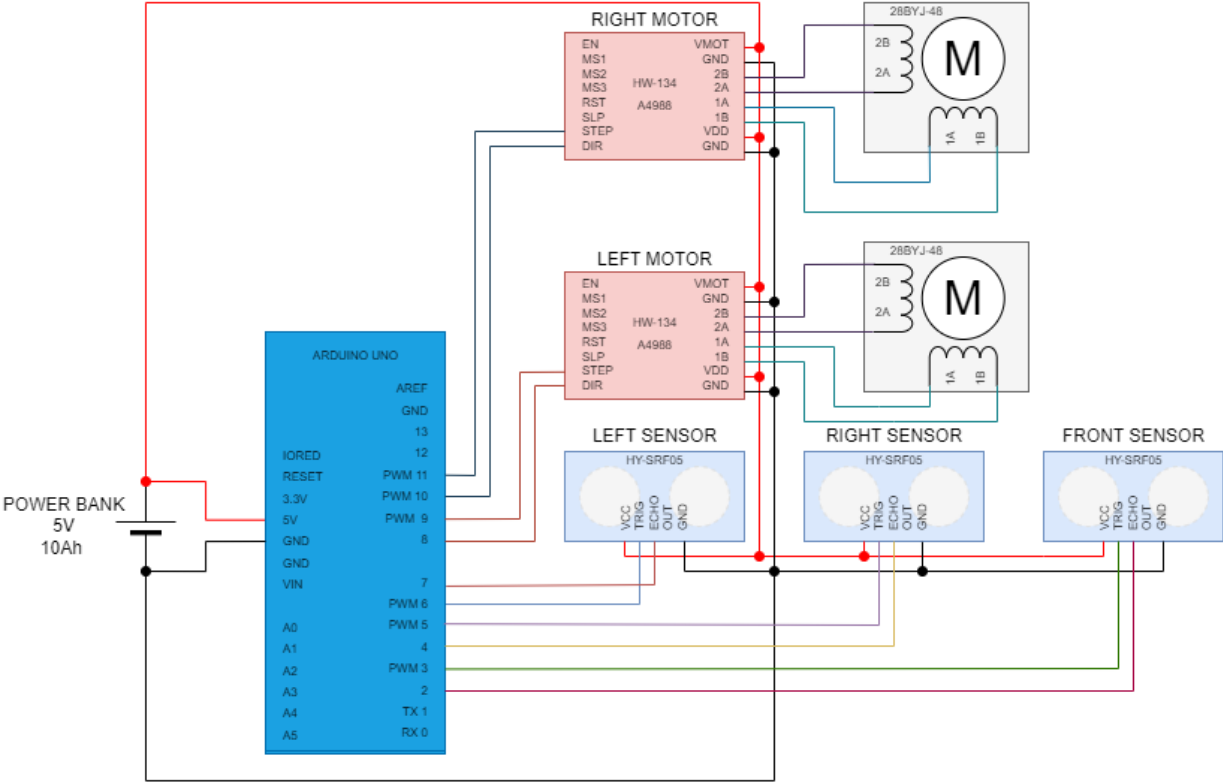 RIGHT MOTOR
EN
MS1
MS2
MS3
RST
SLP
STEP
DIR
HW-134
A4988
VMOT
GND
2B
2A
1A
1B
VDD
GND
28BYJ-48
2B
2A
M
1A
1B
LEFT MOTOR
EN
MS1
MS2
MS3
RST
SLP
STEP
DIR
HW-134
A4988
VMOT
GND
2B
2A
1A
1B
VDD
GND
28BYJ-48
2B
2A
M
1A
1B
POWER BANK
5V
10Ah
ARDUINO UNO
IORED
RESET
3.3V
5V
GND
GND
VIN
A0
A1
A2
A3
A4
A5
AREF
GND
13
12
PWM 11
PWM 10
PWM 9
8
7
PWM 6
PWM 5
4
PWM 3
2
TX 1
RX 0
LEFT SENSOR
HY-SRF05
VCC
TRIG
ECHO
OUT
GND
RIGHT SENSOR
HY-SRF05
VCC
TRIG
ECHO
OUT
GND
FRONT SENSOR
HY-SRF05
VCC
TRIG
ECHO
OUT
GND